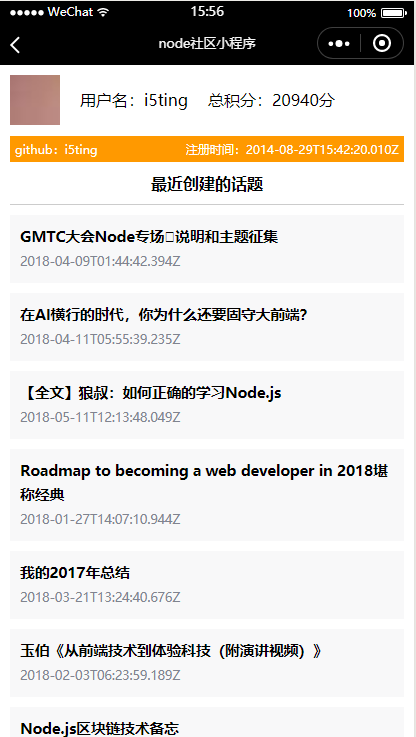 WeChat 15:56 100%
node社区小程序
用户名：i5ting 总积分：20940分
github：i5ting 注册时间：2014-08-29T15:42:20.010Z
最近创建的话题
GMTC大会Node专场▯说明和主题征集
2018-04-09T01:44:42.394Z
在AI横行的时代，你为什么还要固守大前端？
2018-04-11T05:55:39.235Z
【全文】狼叔：如何正确的学习Node.js
2018-05-11T12:13:48.049Z
Roadmap to becoming a web developer in 2018堪
称经典
2018-01-27T14:07:10.944Z
我的2017年总结
2018-03-21T13:24:40.676Z
玉伯《从前端技术到体验科技（附演讲视频）》
2018-02-03T06:23:59.189Z
Node.js区块链技术备忘